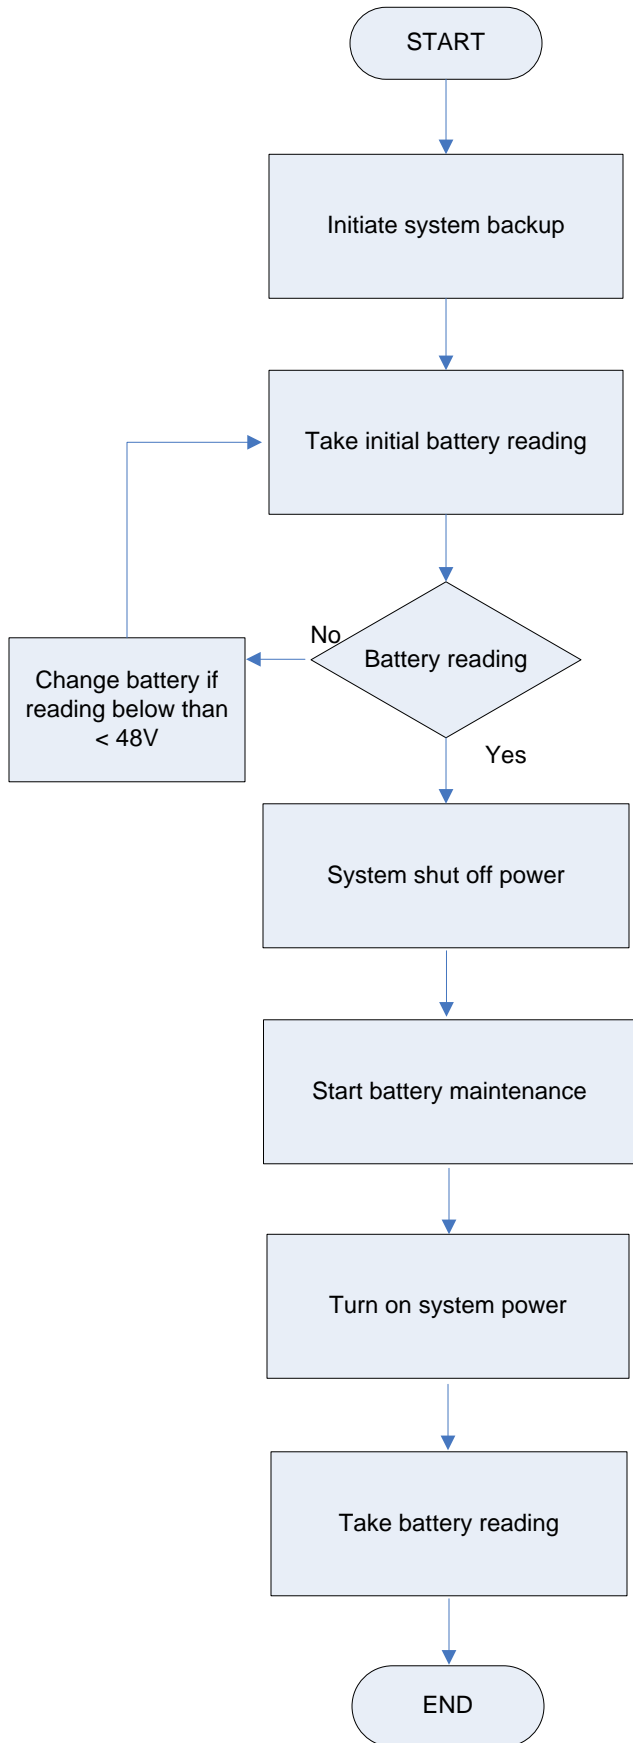 START
Initiate system backup
Take initial battery reading
No
Battery reading
Change battery if
reading below than
< 48V
Yes
System shut off power
Start battery maintenance
Turn on system power
Take battery reading
END